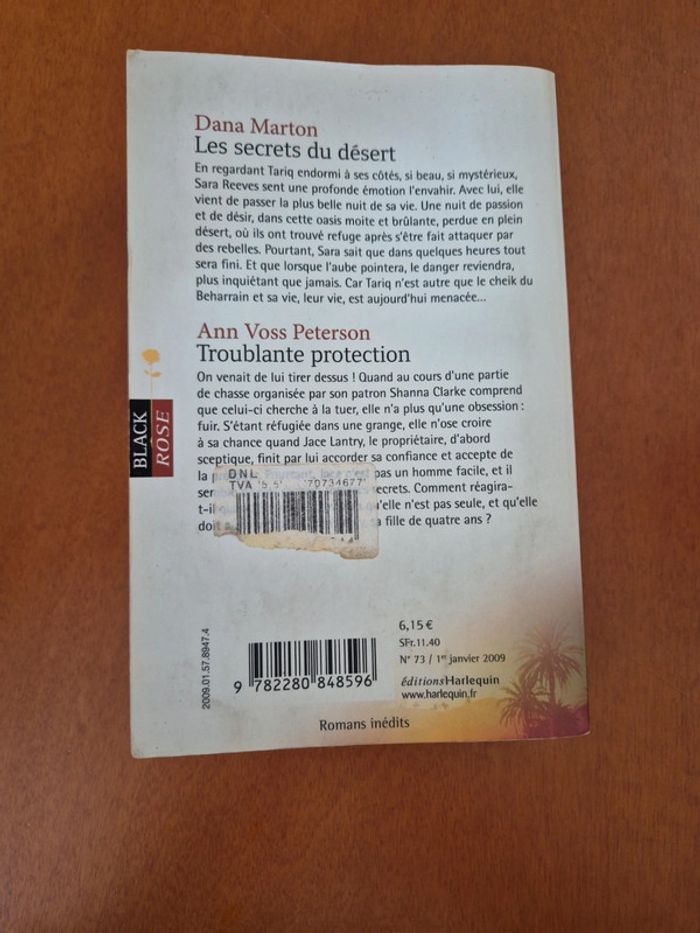 Dana Marton
Les secrets du désert
En regardant Tariq endormi à ses côtés, si beau, si mystérieux,
Sara Reeves sent une profonde émotion l'envahir. Avec lui, elle
vient de passer la plus belle nuit de sa vie. Une nuit de passion
et de désir, dans cette oasis moite et brûlante, perdue en plein
désert, où ils ont trouvé refuge après s'être fait attaquer par
des rebelles. Pourtant, Sara sait que dans quelques heures tout
sera fini. Et que lorsque l'aube pointera, le danger reviendra,
plus inquiétant que jamais. Car Tariq n'est autre que le cheik du
Beharrain et sa vie, leur vie, est aujourd'hui menacée...
Ann Voss Peterson
Troublante protection
On venait de lui tirer dessus ! Quand au cours d'une partie
de chasse organisée par son patron Shanna Clarke comprend
que celui-ci cherche à la tuer, elle n'a plus qu'une obsession :
fuir. S'étant réfugiée dans une grange, elle n'ose croire
à sa chance quand Jace Lantry, le propriétaire, d'abord
sceptique, finit par lui accorder sa confiance et accepte de
la Pourtant, Jace n'est pas un homme facile, et il
secrets. Comment réagira-
t-il qu'elle n'est pas seule, et qu'elle
doit sa fille de quatre ans ?
DNL
TVA 5.5 70734677
BLACK
ROSE
2009.01.57.8947.4
9 782280 848596
6,15 €
SFr.11.40
N° 73 / 1er janvier 2009
éditionsHarlequin
www.harlequin.fr
Romans inédits